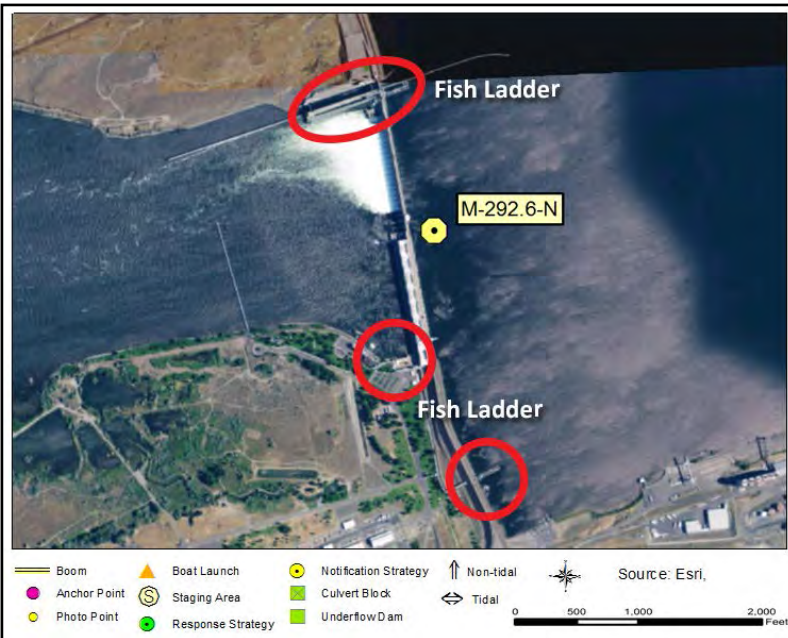 Fish Ladder
M-292.6-N
Fish Ladder
Boom
Anchor Point
Photo Point
Boat Launch
S Staging Area
Response Strategy
Notification Strategy
Culvert Block
Underflow Dam
Non-tidal
Tidal
Source: Esri,
0 500 1,000 2,000
Feet